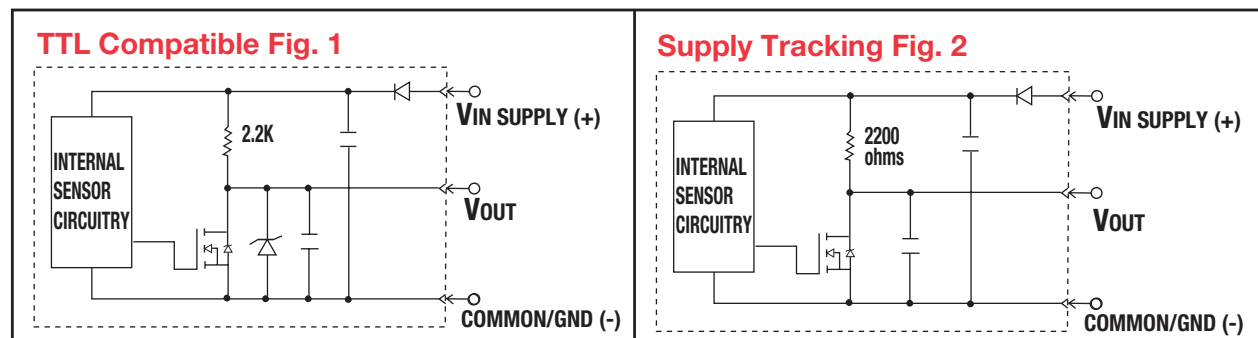 TTL Compatible Fig. 1
VIN SUPPLY (+)
2.2K
INTERNAL
SENSOR
CIRCUITRY
VOUT
COMMON/GND (-)
Supply Tracking Fig. 2
VIN SUPPLY (+)
2200
ohms
INTERNAL
SENSOR
CIRCUITRY
VOUT
COMMON/GND (-)